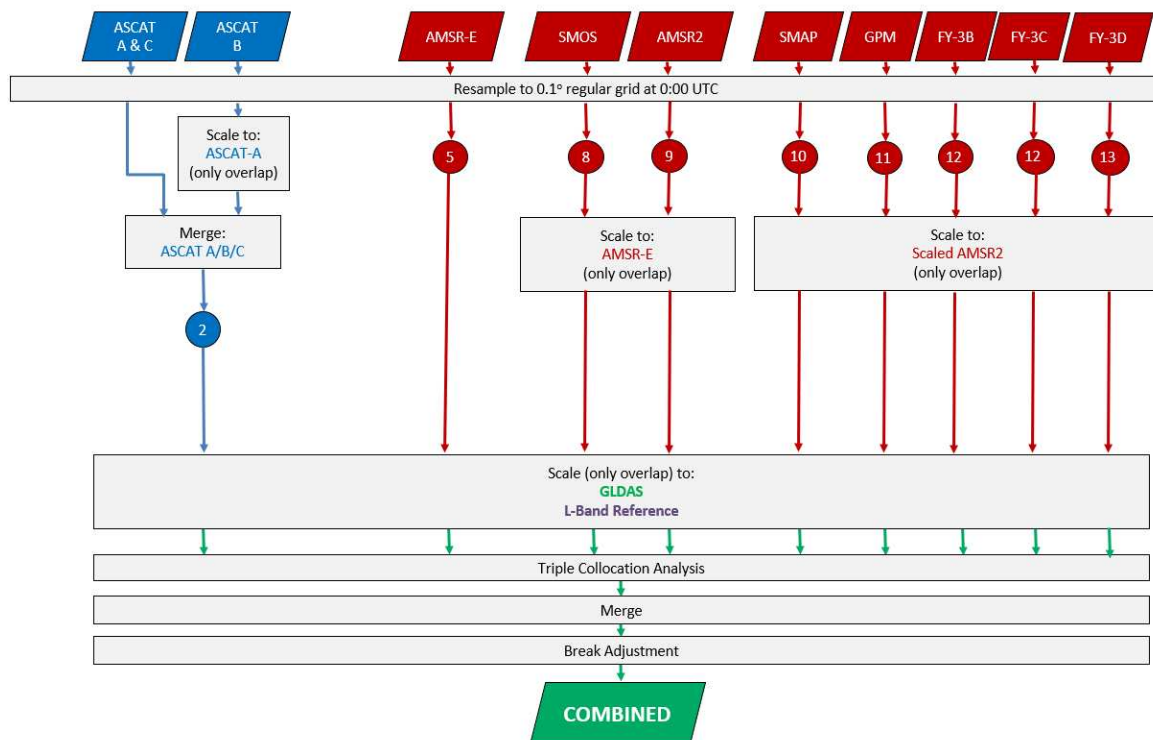 ASCAT
A & C
ASCAT
B
AMSR-E
SMOS
AMSR2
SMAP
GPM
FY-3B
FY-3C
FY-3D
Resample to 0.1° regular grid at 0:00 UTC
Scale to:
ASCAT-A
(only overlap)
5
8
9
10
11
12
12
13
Merge:
ASCAT A/B/C
Scale to:
AMSR-E
(only overlap)
Scale to:
Scaled AMSR2
(only overlap)
2
Scale (only overlap) to:
GLDAS
L-Band Reference
Triple Collocation Analysis
Merge
Break Adjustment
COMBINED